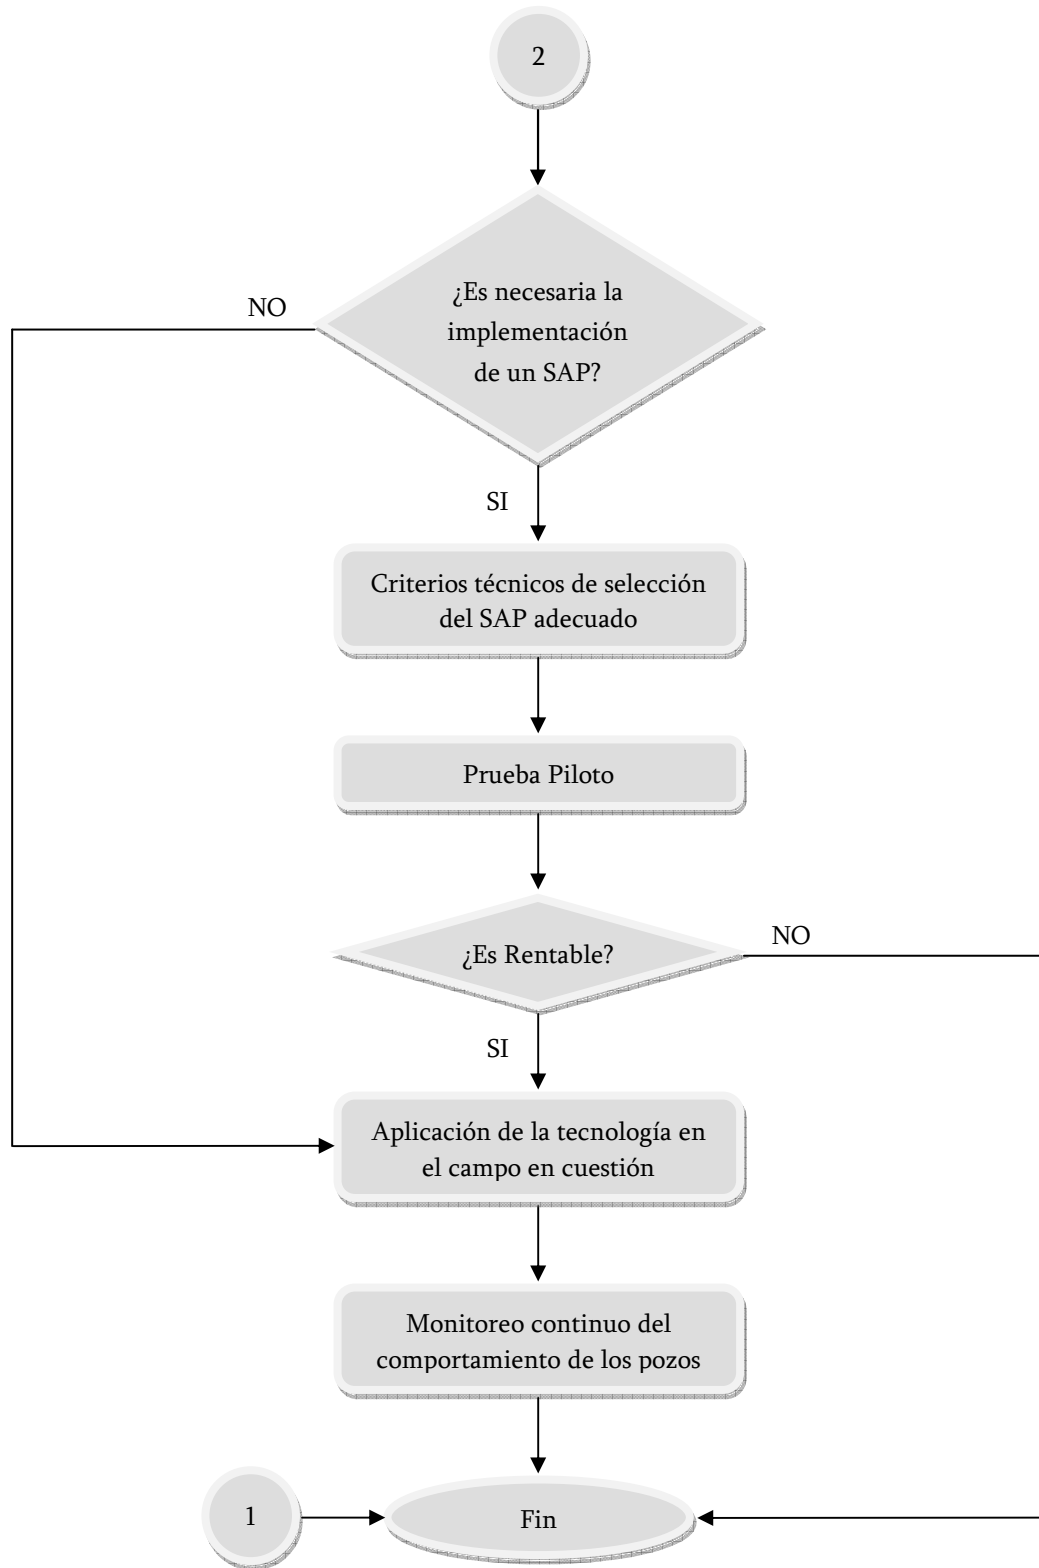 2
¿Es necesaria la
implementación
de un SAP?
NO
SI
Criterios técnicos de selección
del SAP adecuado
Prueba Piloto
¿Es Rentable?
NO
SI
Aplicación de la tecnología en
el campo en cuestión
Monitoreo continuo del
comportamiento de los pozos
1
Fin